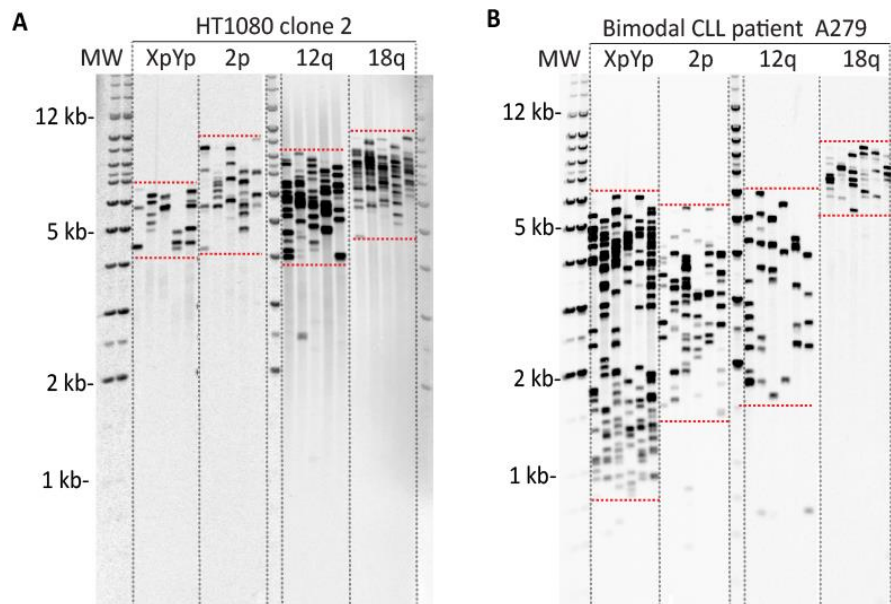 A
HT1080 clone 2
MW XpYp 2p 12q 18q
12 kb-
5 kb-
2 kb-
1 kb-
B
Bimodal CLL patient A279
MW XpYp 2p 12q 18q
12 kb-
5 kb-
2 kb-
1 kb-